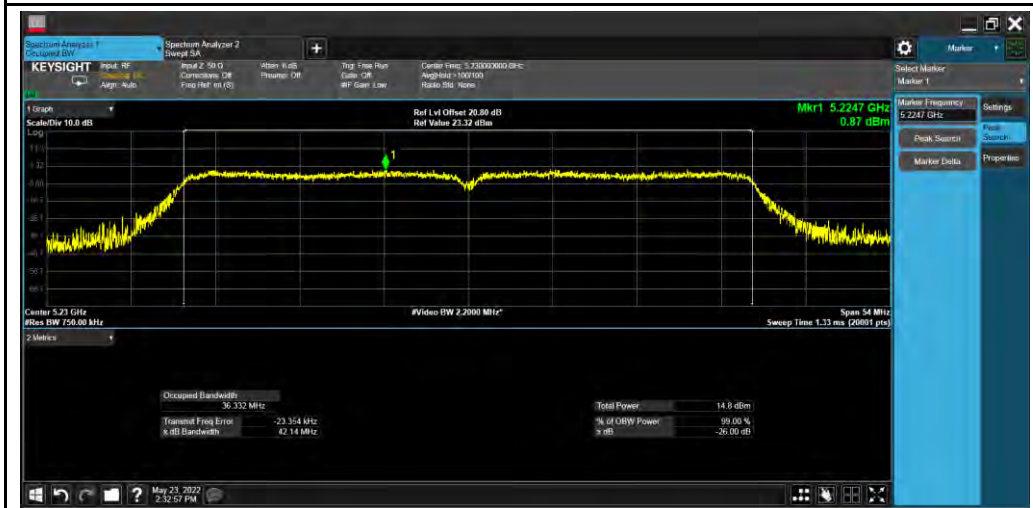 Spectrum Analyzer 1
Occupied BW
Spectrum Analyzer 2
Swept SA
+
Marker
KEYSIGHT
Input: RF
Align: Auto
Input Z: 50 Ω
Corrections: Off
Freq Ref: Int (S)
Atten: 6 dB
Preamp: Off
Trig: Free Run
Gate: Off
#IF Gain: Low
Center Freq: 5.230000000 GHz
Avg|Hold: >100/100
Radio Std: None
Select Marker
Marker 1
1 Graph
Scale/Div 10.0 dB
Log
Ref Lvl Offset 20.80 dB
Ref Value 23.32 dBm
Mkr1 5.2247 GHz
0.87 dBm
Marker Frequency
5.2247 GHz
Peak Search
Marker Delta
Settings
Peak
Search
Properties
1
Center 5.23 GHz
#Res BW 750.00 kHz
#Video BW 2.2000 MHz*
Span 54 MHz
Sweep Time 1.33 ms (20001 pts)
2 Metrics
Occupied Bandwidth
36.332 MHz
Transmit Freq Error -23.354 kHz
x dB Bandwidth 42.14 MHz
Total Power 14.8 dBm
% of OBW Power 99.00 %
x dB -26.00 dB
?
May 23, 2022
2:32:57 PM